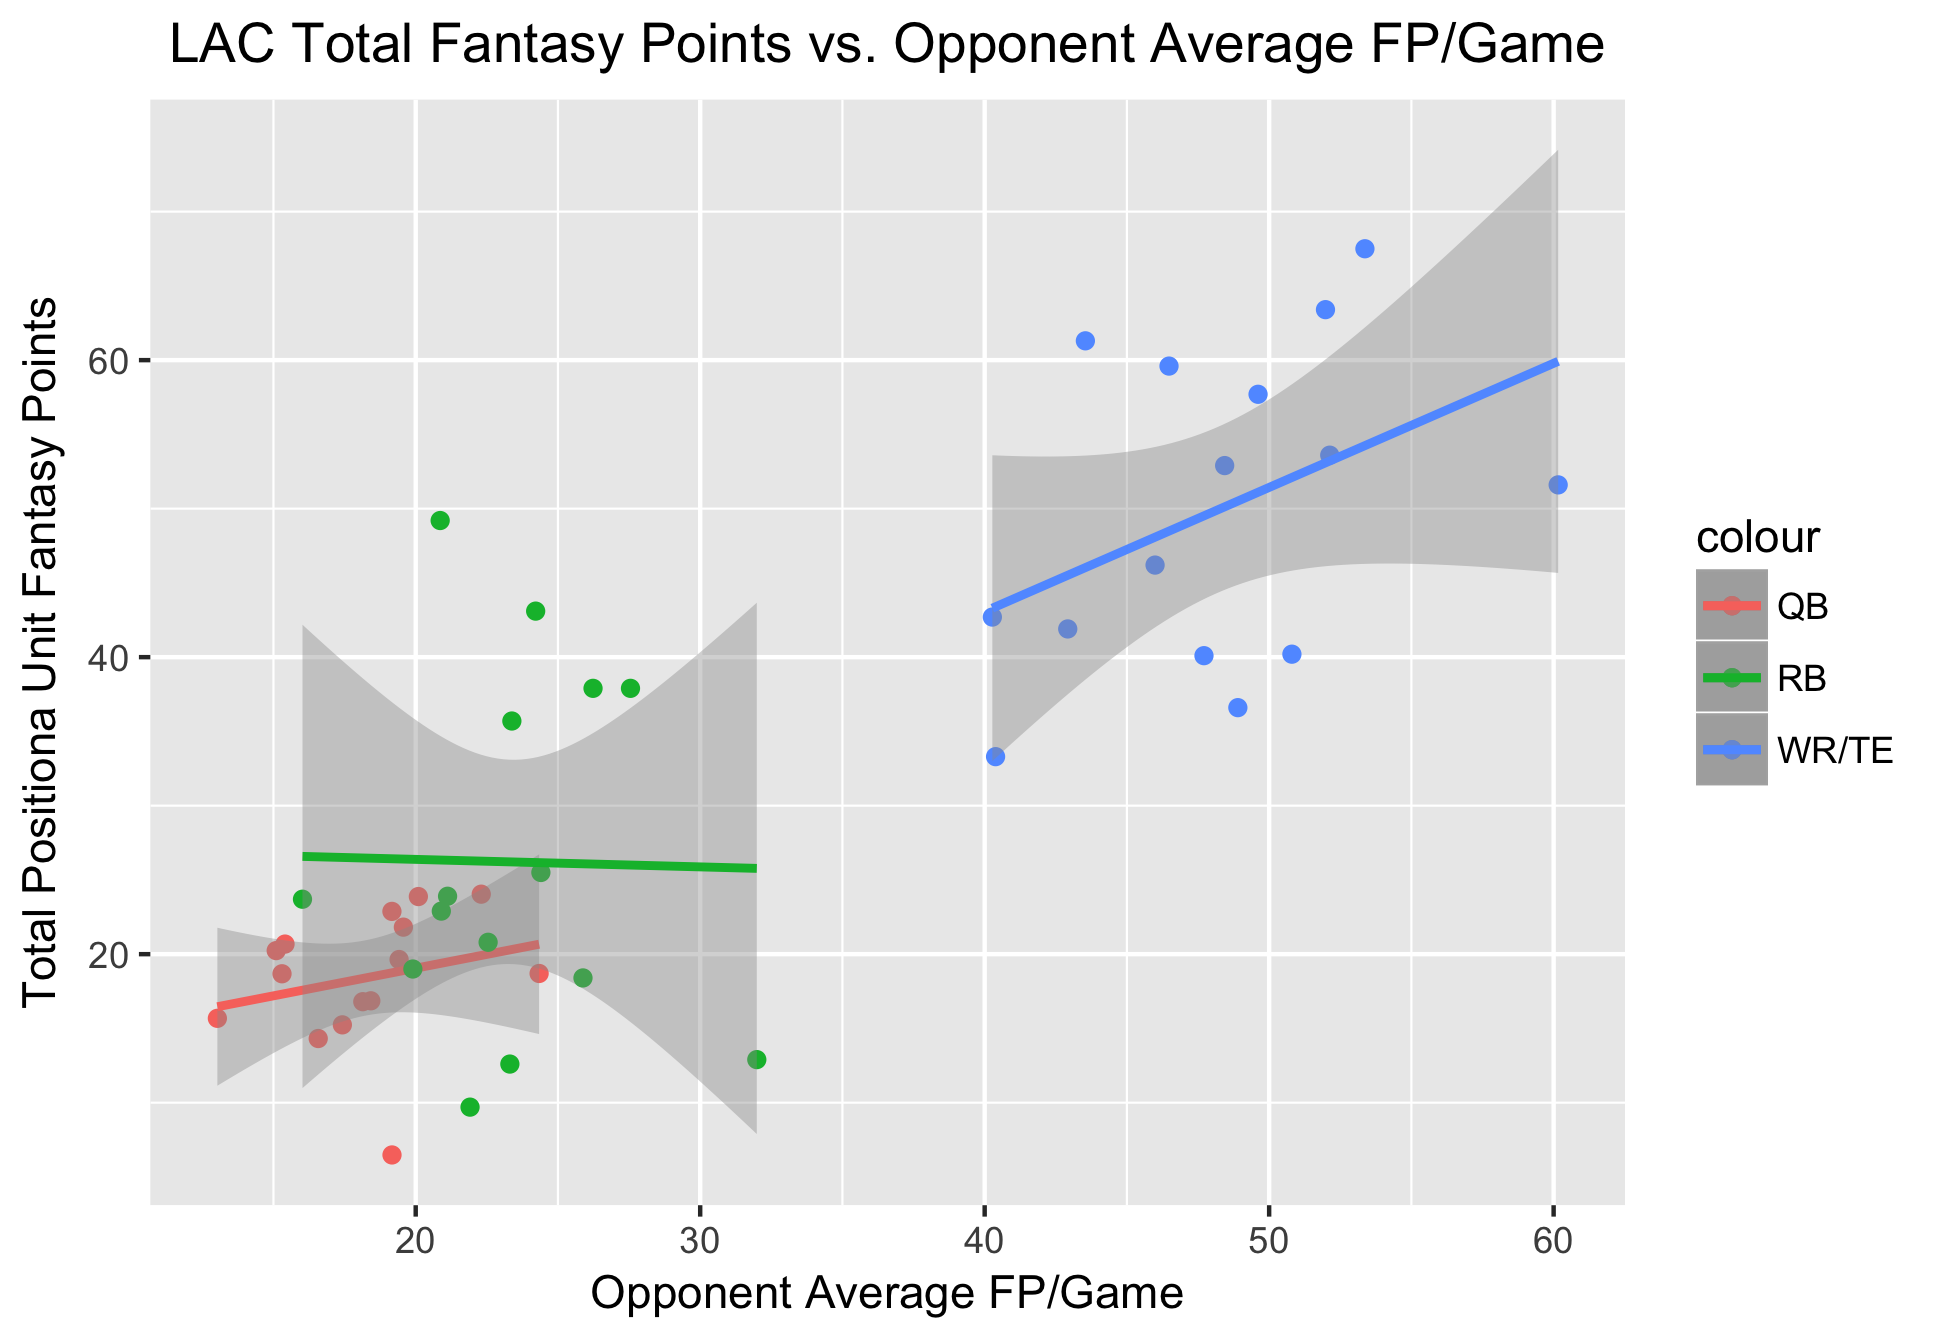 LAC Total Fantasy Points vs. Opponent Average FP/Game
Total Positiona Unit Fantasy Points
60
40
20
20
30
40
50
60
Opponent Average FP/Game
colour
QB
RB
WR/TE